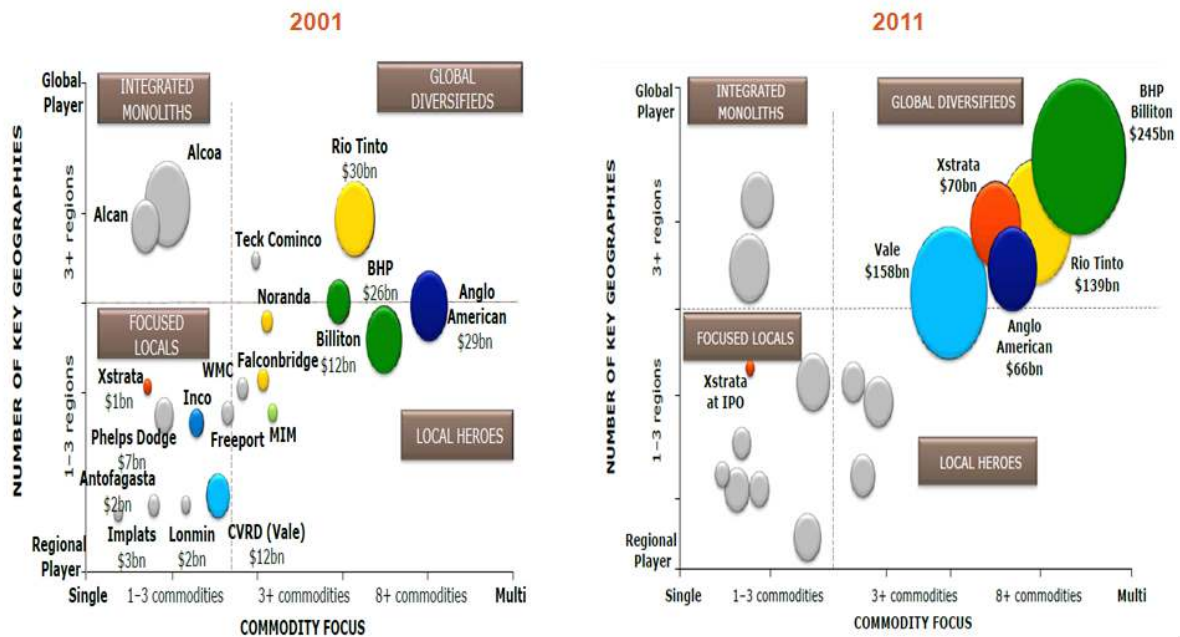 2001
Global
Player
INTEGRATED
MONOLITHS
GLOBAL
DIVERSIFIEDS
Alcoa
Alcan
Rio Tinto
$30bn
Teck Cominco
BHP
$26bn
Noranda
Billiton
$12bn
Anglo
American
$29bn
FOCUSED
LOCALS
Xstrata
$1bn
WMC
Falconbridge
Inco
Phelps Dodge
$7bn
Freeport
MIM
LOCAL HEROES
Antofagasta
$2bn
Implats
$3bn
Lonmin
$2bn
CVRD (Vale)
$12bn
Regional
Player
NUMBER OF KEY GEOGRAPHIES
3+ regions
1-3 regions
Single
1-3 commodities
3+ commodities
8+ commodities
Multi
COMMODITY FOCUS
2011
Global
Player
INTEGRATED
MONOLITHS
GLOBAL DIVERSIFIEDS
BHP
Billiton
$245bn
Xstrata
$70bn
Vale
$158bn
Rio Tinto
$139bn
Anglo
American
$66bn
FOCUSED LOCALS
Xstrata
at IPO
LOCAL HEROES
Regional
Player
NUMBER OF KEY GEOGRAPHIES
3+ regions
1-3 regions
Single
1-3 commodities
3+ commodities
8+ commodities
Multi
COMMODITY FOCUS